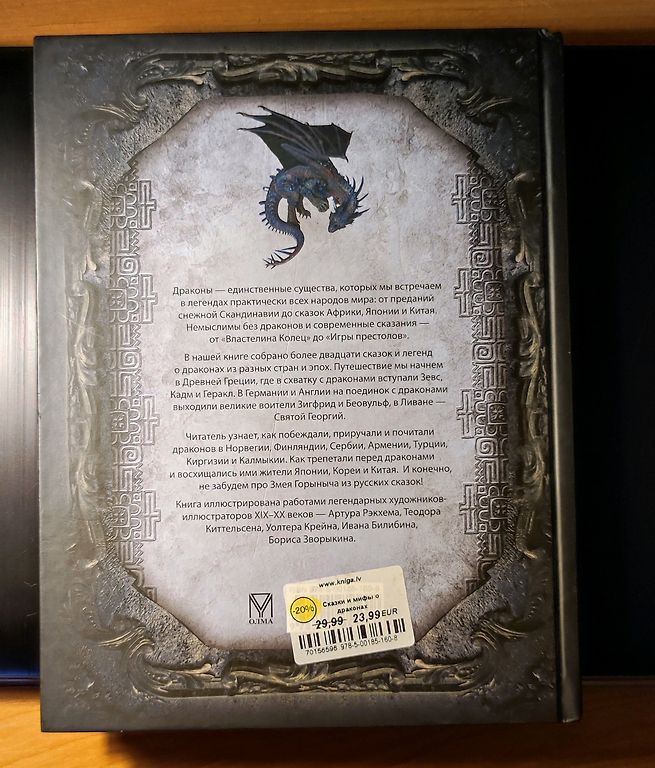 Драконы — единственные существа, которых мы встречаем
в легендах практически всех народов мира: от преданий
снежной Скандинавии до сказок Африки, Японии и Китая.
Немыслимы без драконов и современные сказания —
от «Властелина Колец» до «Игры престолов».
В нашей книге собрано более двадцати сказок и легенд
о драконах из разных стран и эпох. Путешествие мы начнем
в Древней Греции, где в схватку с драконами вступали Зевс,
Кадм и Геракл. В Германии и Англии на поединок с драконами
выходили великие воители Зигфрид и Беовульф, в Ливане —
Святой Георгий.
Читатель узнает, как побеждали, приручали и почитали
драконов в Норвегии, Финляндии, Сербии, Армении, Турции,
Киргизии и Калмыкии. Как трепетали перед драконами
и восхищались ими жители Японии, Кореи и Китая. И конечно,
не забудем про Змея Горыныча из русских сказок!
Книга иллюстрирована работами легендарных художников-
иллюстраторов XIX–XX веков — Артура Рэкхема, Теодора
Киттельсена, Уолтера Крейна, Ивана Билибина,
Бориса Зворыкина.
ОЛМА
www.kniga.lv
Сказки и мифы о
драконах
-20%
29,99 23,99 EUR
70156596 978-5-00185-160-8